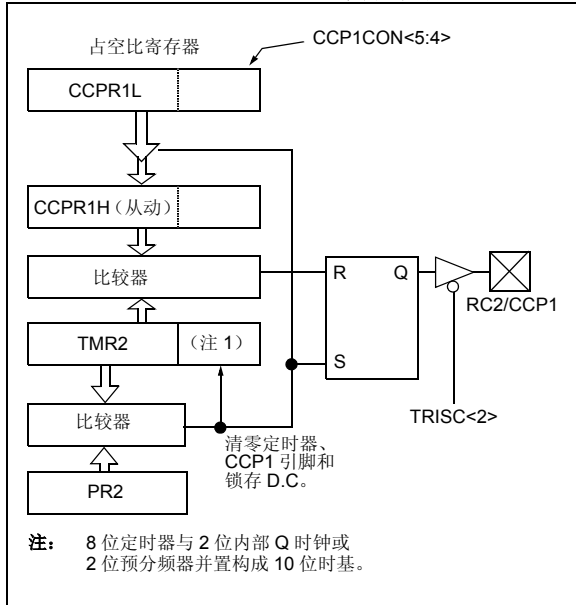 占空比寄存器
CCP1CON<5:4>
CCPR1L
CCPR1H（从动）
比较器
R
Q
RC2/CCP1
TMR2
（注 1）
S
比较器
TRISC<2>
清零定时器、
CCP1 引脚和
锁存 D.C。
PR2
注： 8 位定时器与 2 位内部 Q 时钟或
2 位预分频器并置构成 10 位时基。